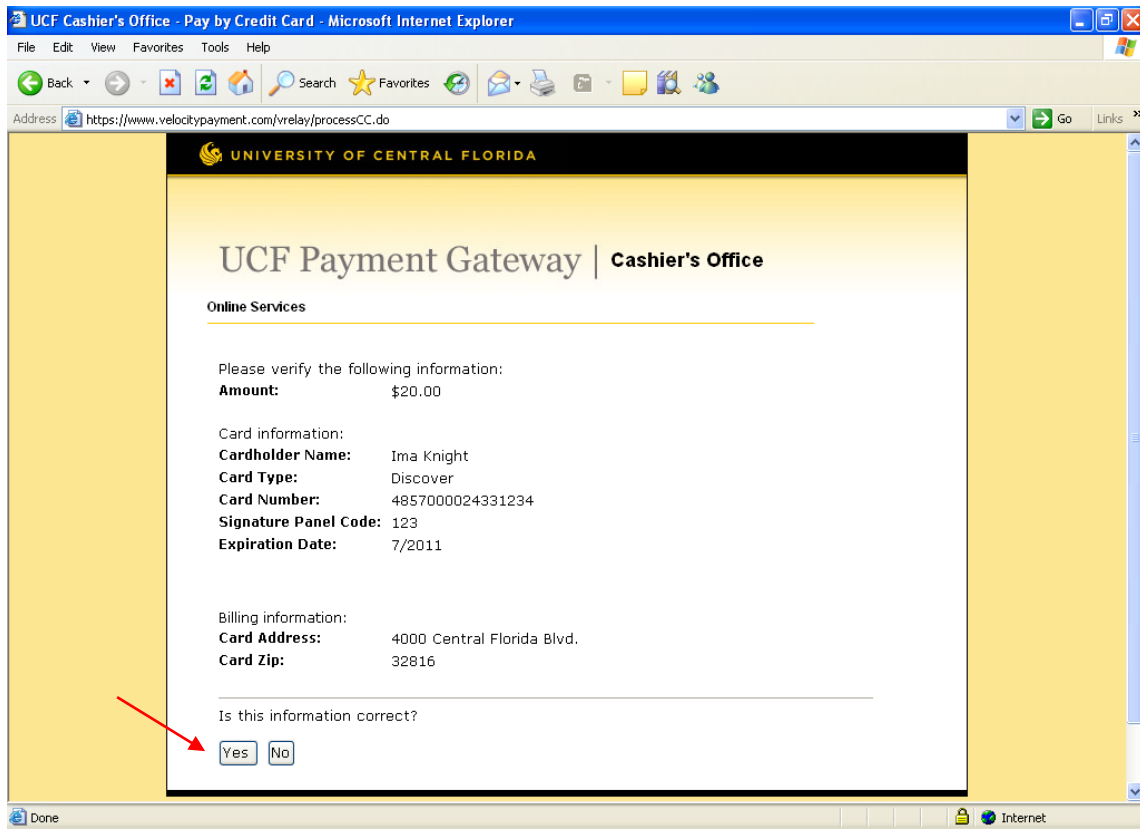 UCF Cashier's Office - Pay by Credit Card - Microsoft Internet Explorer
File Edit View Favorites Tools Help
Back Search Favorites
Address https://www.velocitypayment.com/vrelay/processCC.do Go Links »
UNIVERSITY OF CENTRAL FLORIDA
UCF Payment Gateway | Cashier's Office
Online Services
Please verify the following information:
Amount: $20.00
Card information:
Cardholder Name: Ima Knight
Card Type: Discover
Card Number: 4857000024331234
Signature Panel Code: 123
Expiration Date: 7/2011
Billing information:
Card Address: 4000 Central Florida Blvd.
Card Zip: 32816
Is this information correct?
Yes No
Done Internet